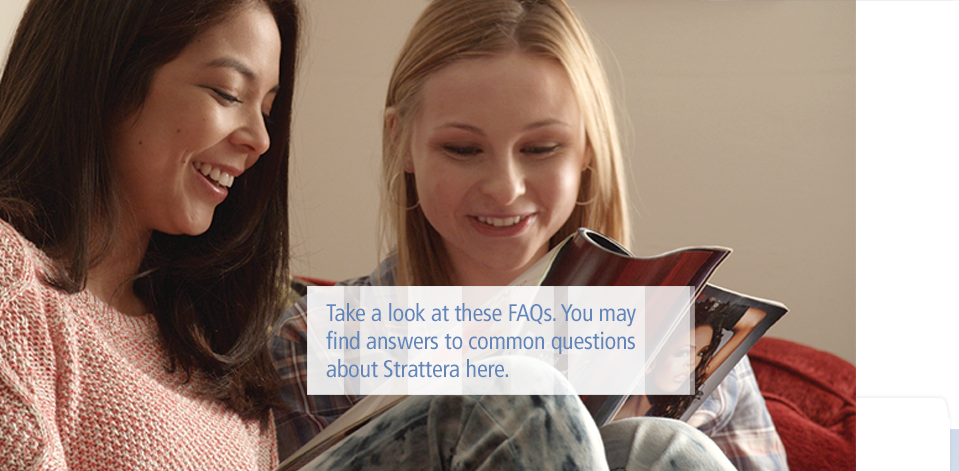 Take a look at these FAQs. You may
find answers to common questions
about Strattera here.